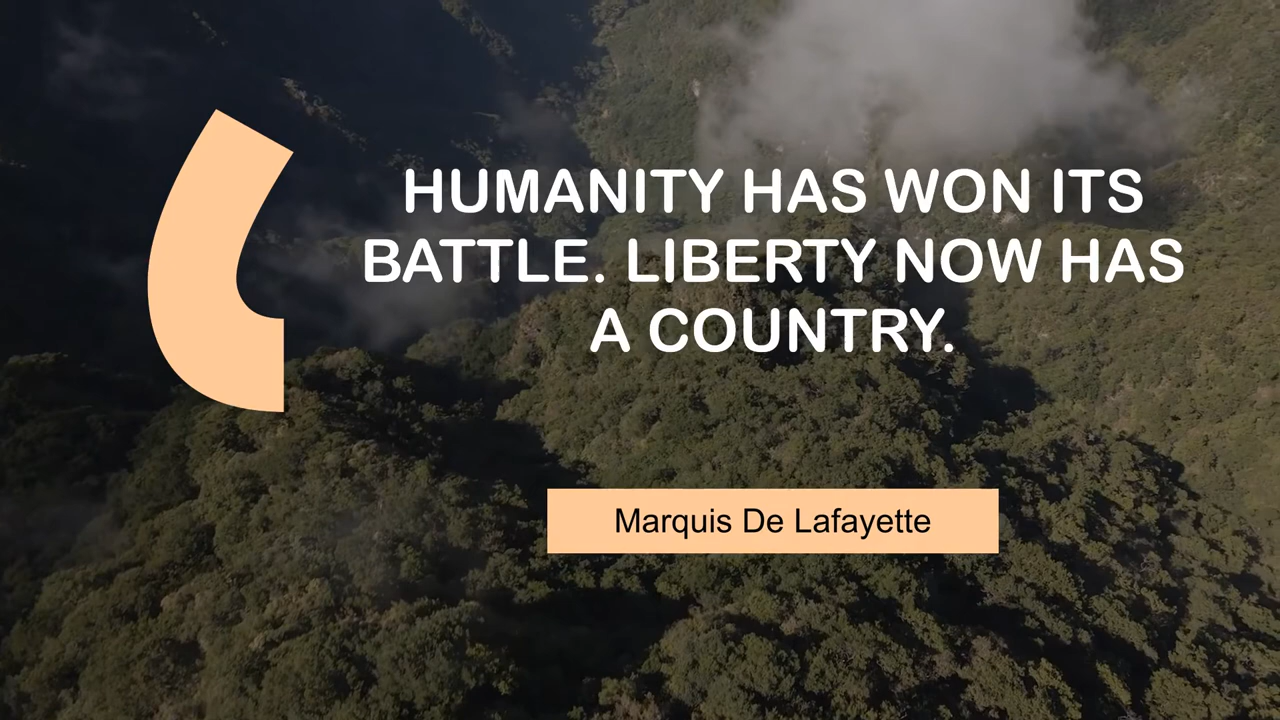 HUMANITY HAS WON ITS
BATTLE. LIBERTY NOW HAS
A COUNTRY.
Marquis De Lafayette